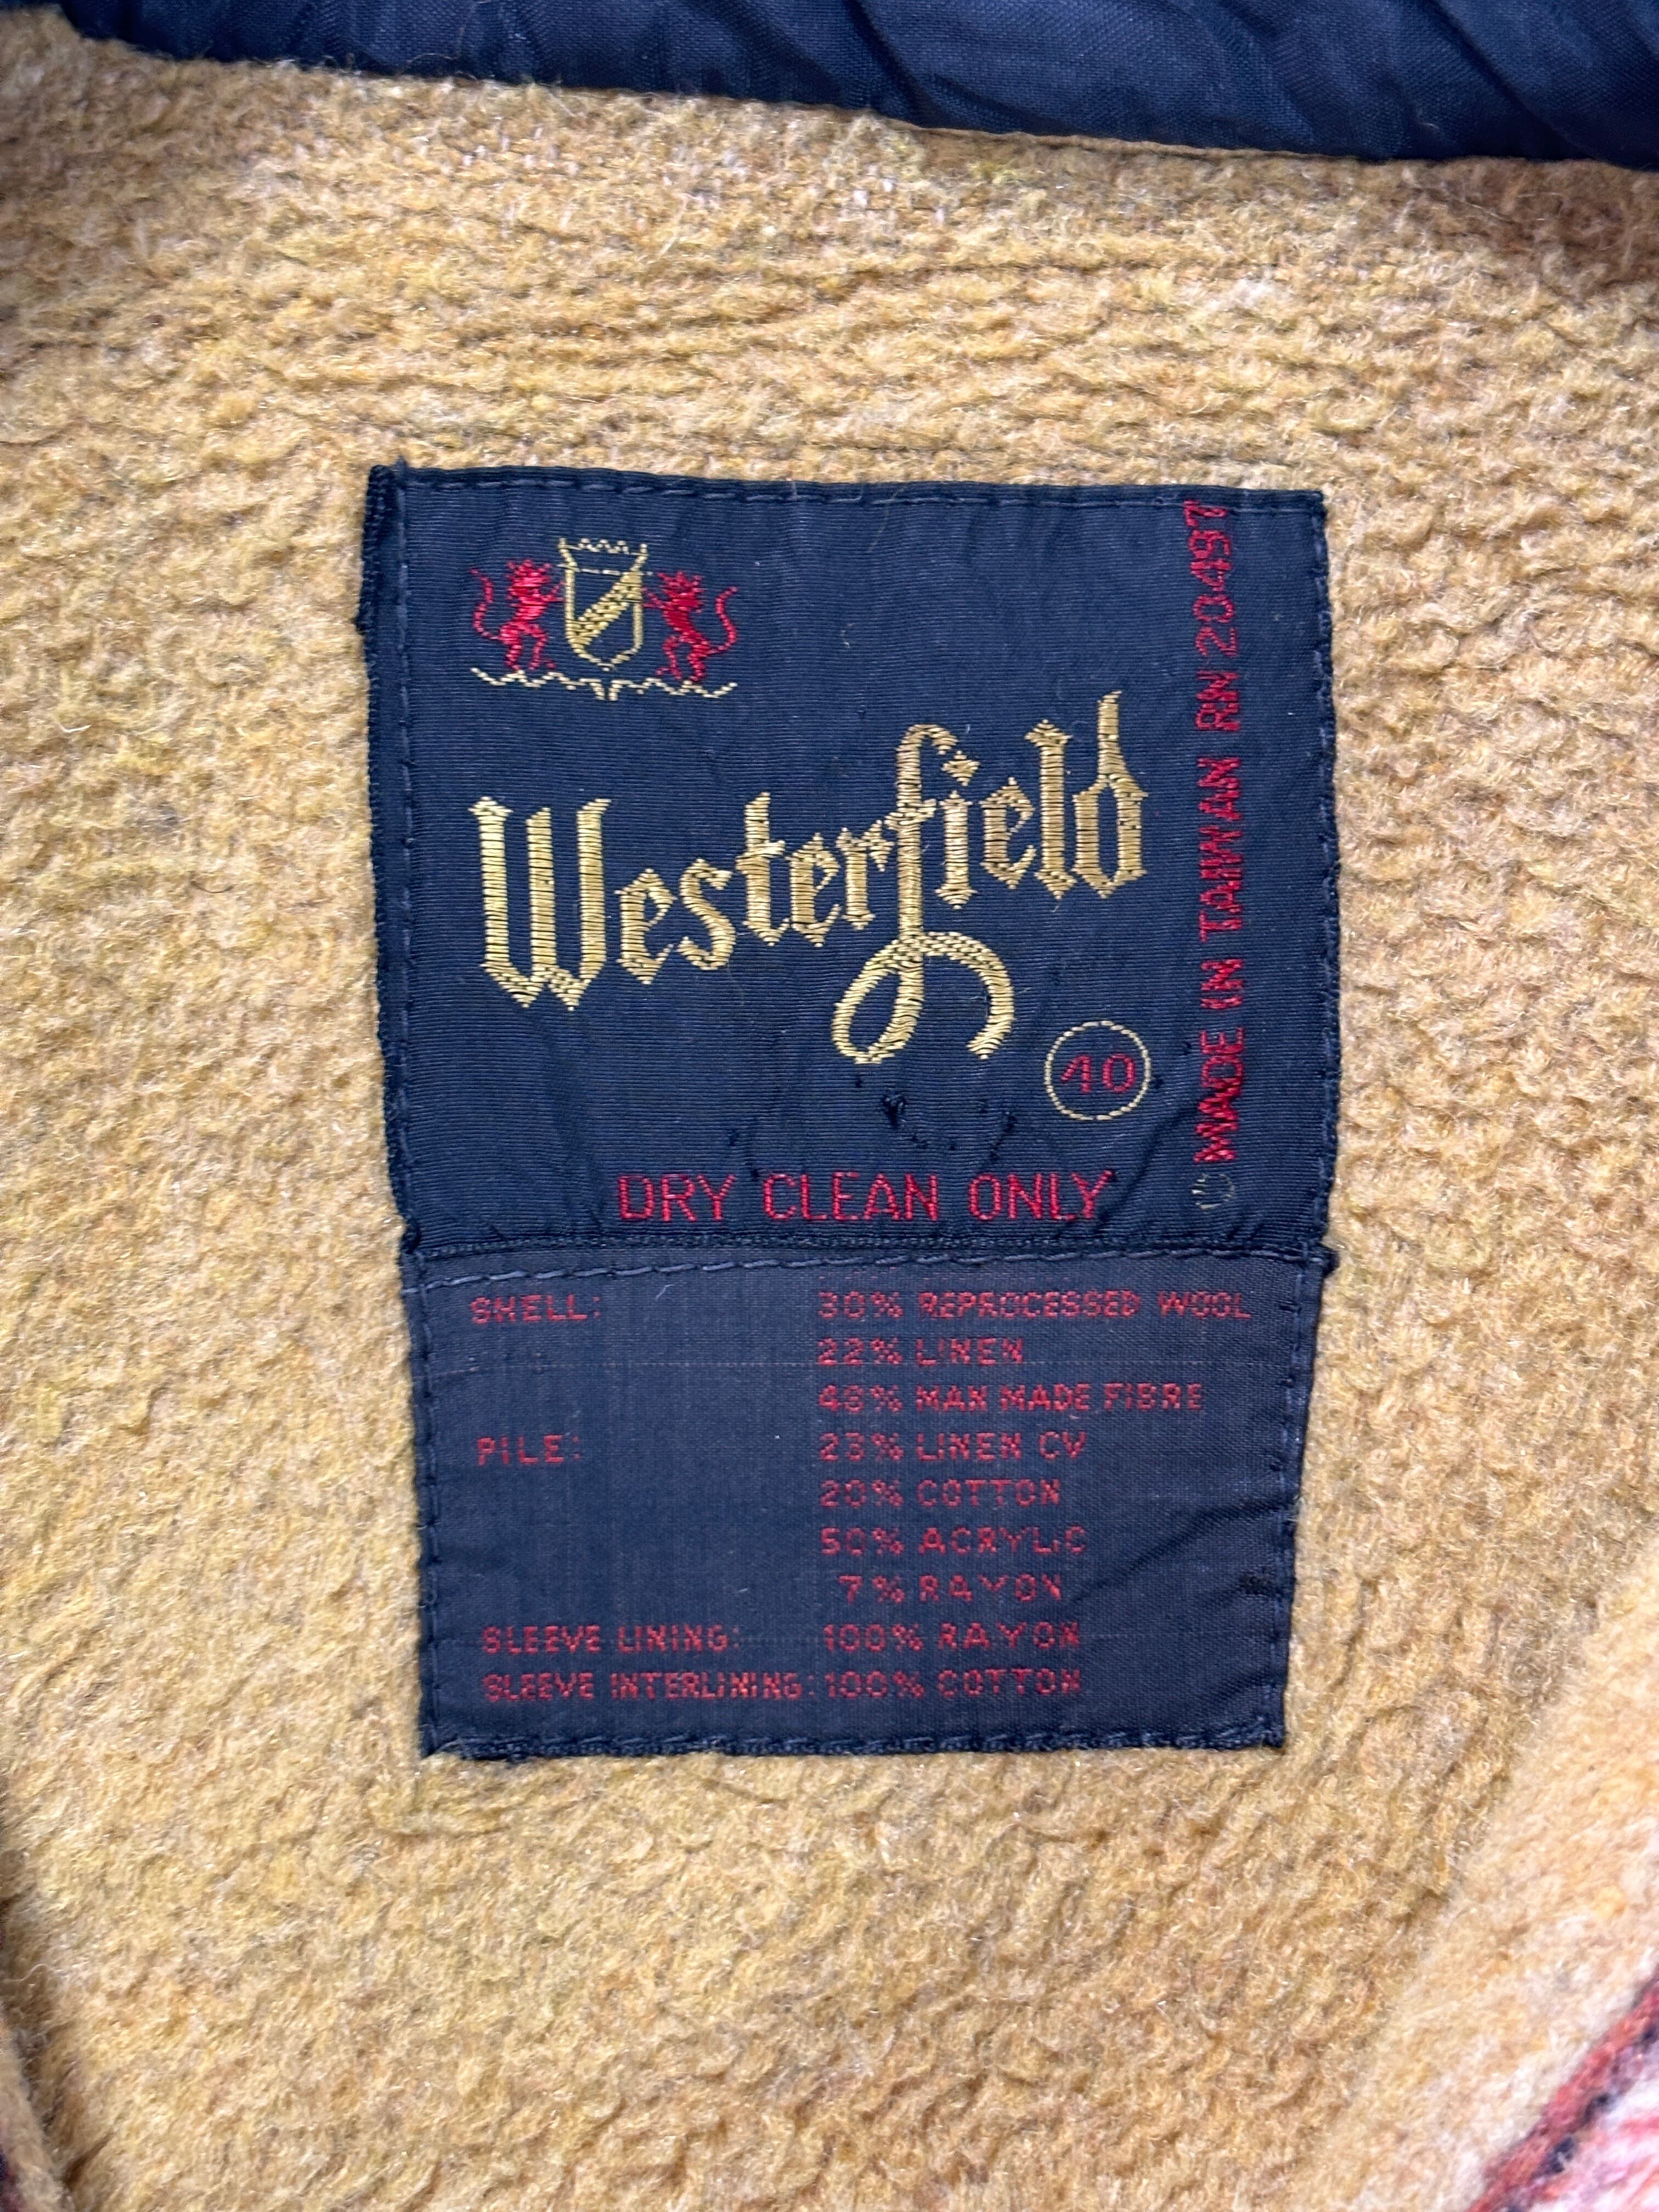 Westerfield
40
DRY CLEAN ONLY
MADE IN TAIWAN RN 20497
SHELL: 30% REPROCESSED WOOL
22% LINEN
48% MAN MADE FIBRE
PILE: 23% LINEN CV
20% COTTON
50% ACRYLIC
7% RAYON
SLEEVE LINING: 100% RAYON
SLEEVE INTERLINING: 100% COTTON